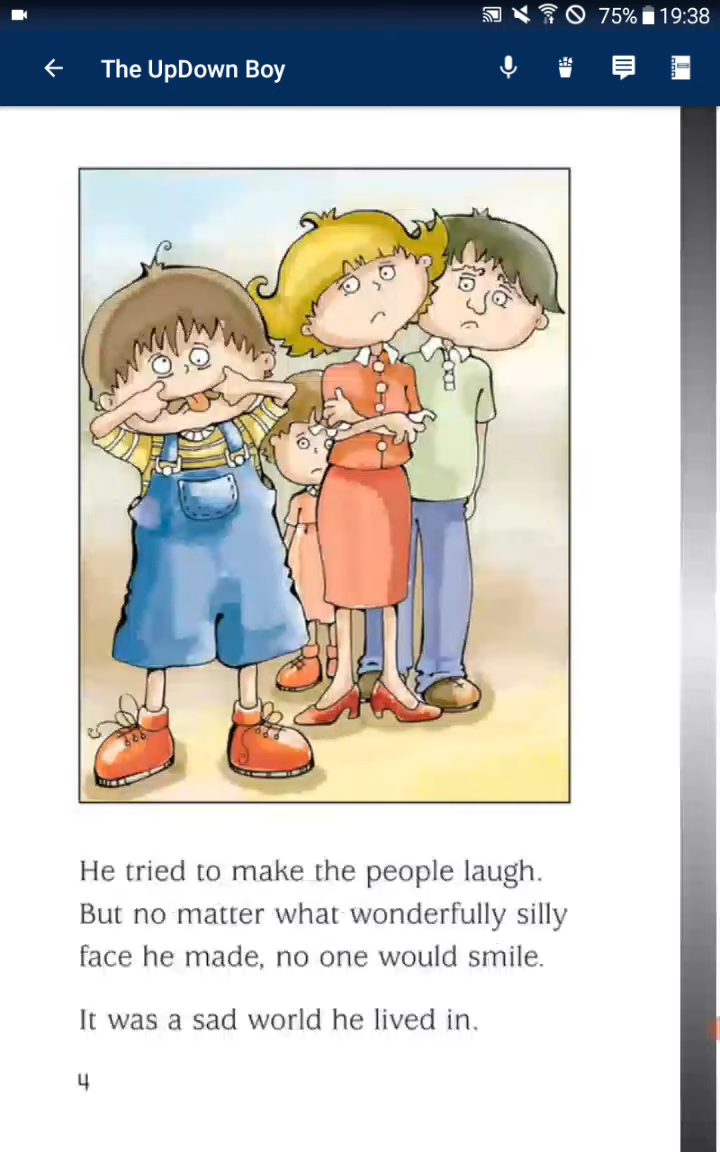 75% 19:38
The UpDown Boy
He tried to make the people laugh.
But no matter what wonderfully silly
face he made, no one would smile.
It was a sad world he lived in.
4